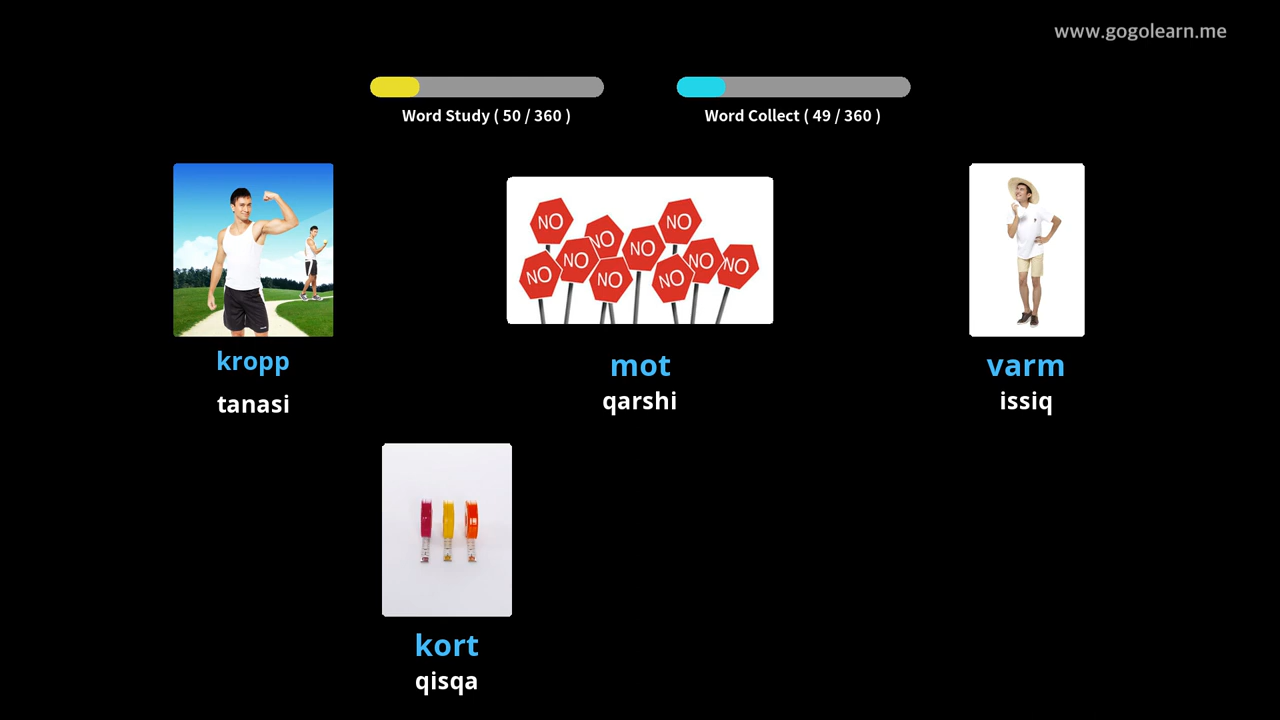 www.gogolearn.me
Word Study ( 50 / 360 )
Word Collect ( 49 / 360 )
NO
NO
NO
NO
NO
NO
NO
NO
NO
NO
kropp
tanasi
mot
qarshi
varm
issiq
kort
qisqa